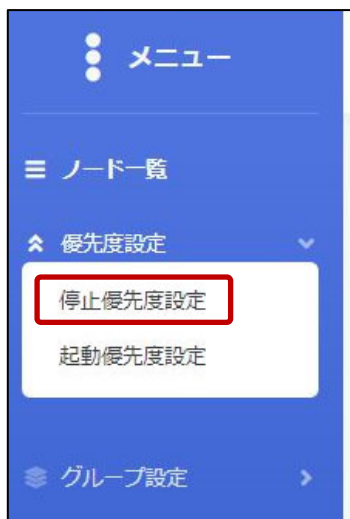 メニュー
ノード一覧
優先度設定
停止優先度設定
起動優先度設定
グループ設定